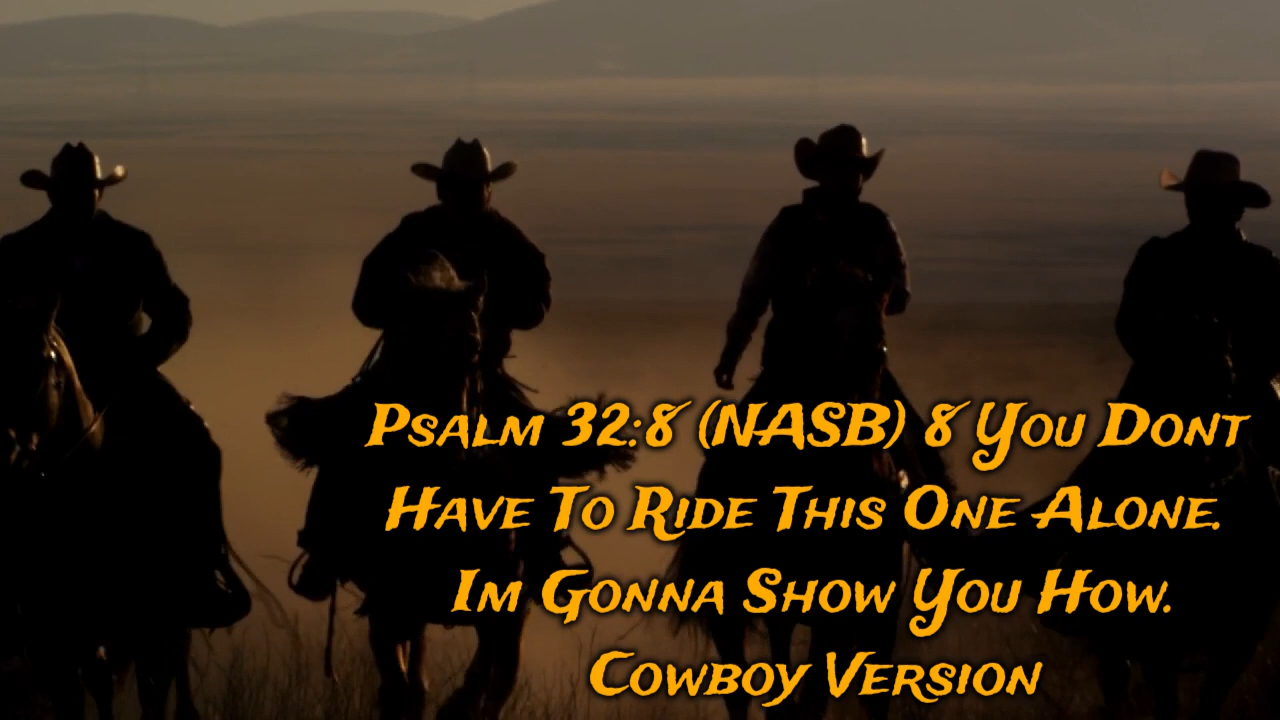 Psalm 32:8 (NASB) 8 You Dont
Have To Ride This One Alone.
Im Gonna Show You How.
Cowboy Version